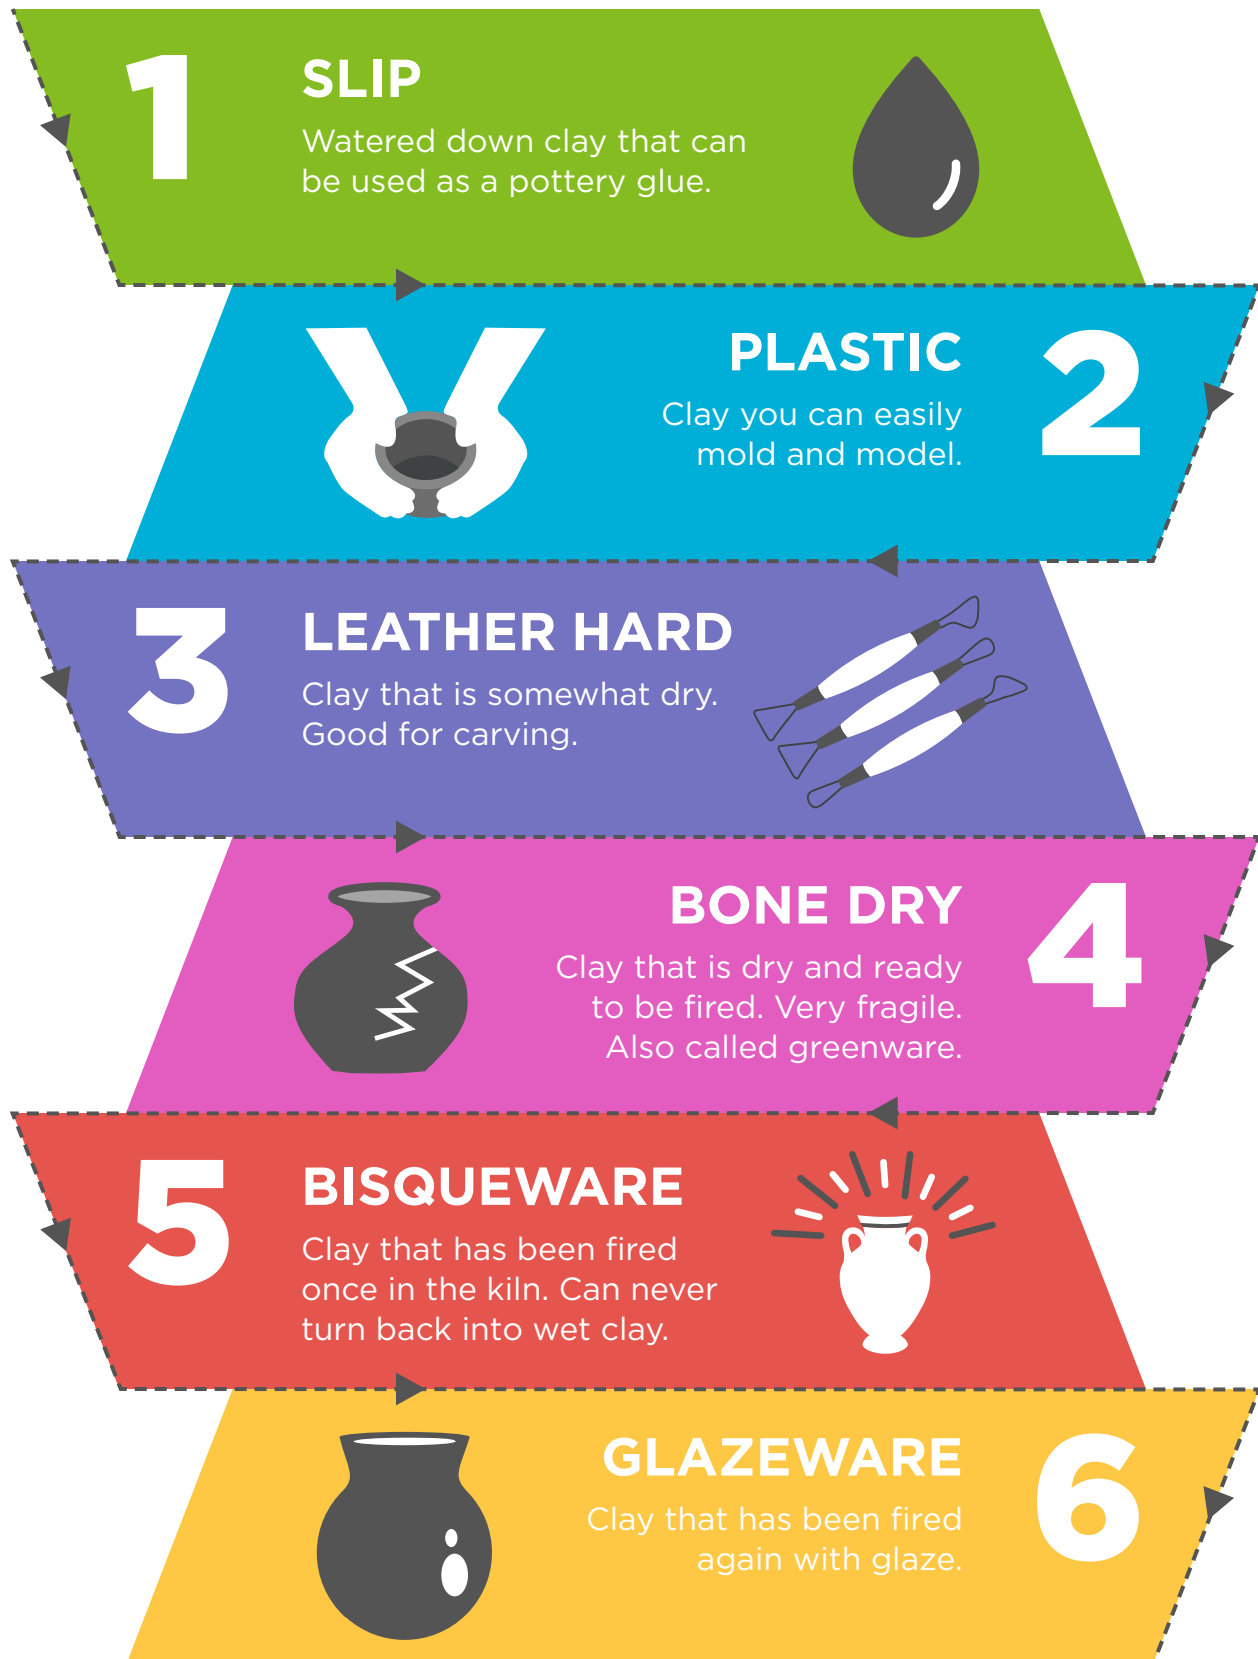 1
SLIP
Watered down clay that can
be used as a pottery glue.
PLASTIC
2
Clay you can easily
mold and model.
3
LEATHER HARD
Clay that is somewhat dry.
Good for carving.
BONE DRY
4
Clay that is dry and ready
to be fired. Very fragile.
Also called greenware.
5
BISQUEWARE
Clay that has been fired
once in the kiln. Can never
turn back into wet clay.
GLAZEWARE
6
Clay that has been fired
again with glaze.